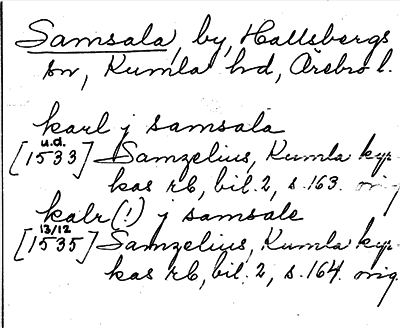 Samsala, by, Hallsbergs
sn, Kumla hd, Örebro l.
karl j samsala
u.d.
[1533] Samzelius, Kumla kyr-
kas rb, bil. 2, s. 163. orig
kalr (!) j samsale
13/12
[1535] Samzelius, Kumla kyr-
kas rb, bil. 2, s. 164. orig.